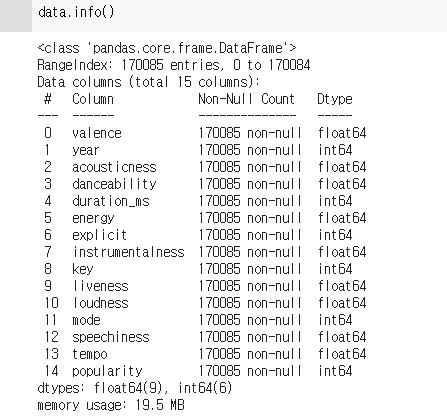 data.info()
<class 'pandas.core.frame.DataFrame'>
RangeIndex: 170085 entries, 0 to 170084
Data columns (total 15 columns):
 #   Column            Non-Null Count   Dtype
---  ------            --------------   -----
 0   valence           170085 non-null  float64
 1   year              170085 non-null  int64
 2   acousticness      170085 non-null  float64
 3   danceability      170085 non-null  float64
 4   duration_ms       170085 non-null  int64
 5   energy            170085 non-null  float64
 6   explicit          170085 non-null  int64
 7   instrumentalness  170085 non-null  float64
 8   key               170085 non-null  int64
 9   liveness          170085 non-null  float64
 10  loudness          170085 non-null  float64
 11  mode              170085 non-null  int64
 12  speechiness       170085 non-null  float64
 13  tempo             170085 non-null  float64
 14  popularity        170085 non-null  int64
dtypes: float64(9), int64(6)
memory usage: 19.5 MB